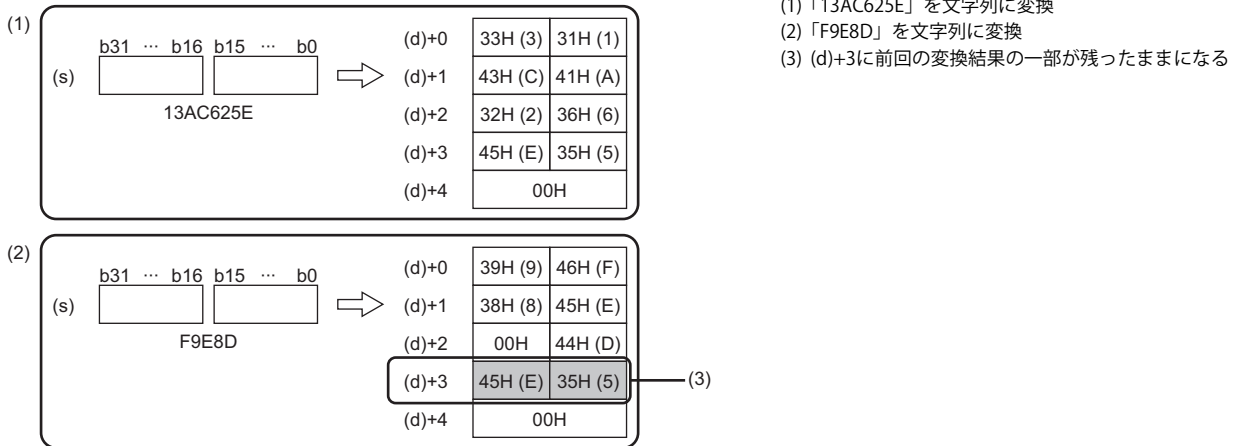 (1)「13AC625E」を文字列に変換
(2)「F9E8D」を文字列に変換
(3) (d)+3に前回の変換結果の一部が残ったままになる
(1)
b31 … b16 b15 … b0
(s)
13AC625E
(d)+0 33H (3) 31H (1)
(d)+1 43H (C) 41H (A)
(d)+2 32H (2) 36H (6)
(d)+3 45H (E) 35H (5)
(d)+4 00H
(2)
b31 … b16 b15 … b0
(s)
F9E8D
(d)+0 39H (9) 46H (F)
(d)+1 38H (8) 45H (E)
(d)+2 00H 44H (D)
(d)+3 45H (E) 35H (5) (3)
(d)+4 00H